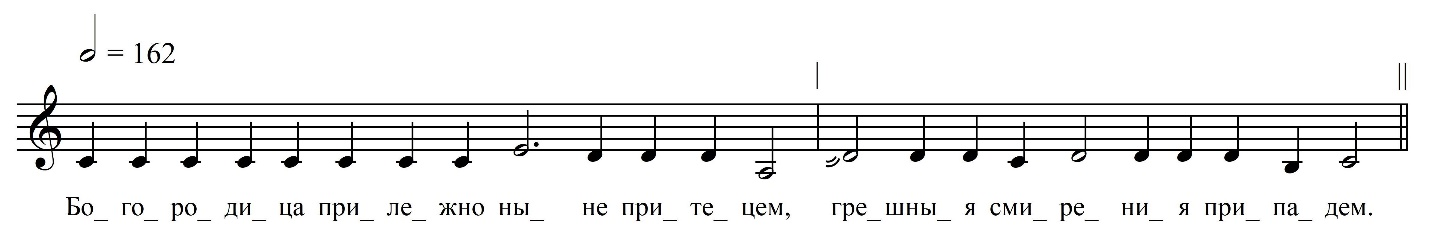 = 162
Бо_ го_ ро_ ди_ ца при_ ле_ жно ны_ не при_ те_ цем, гре_ шны_ я сми_ ре_ ни_ я при_ па_ дем.